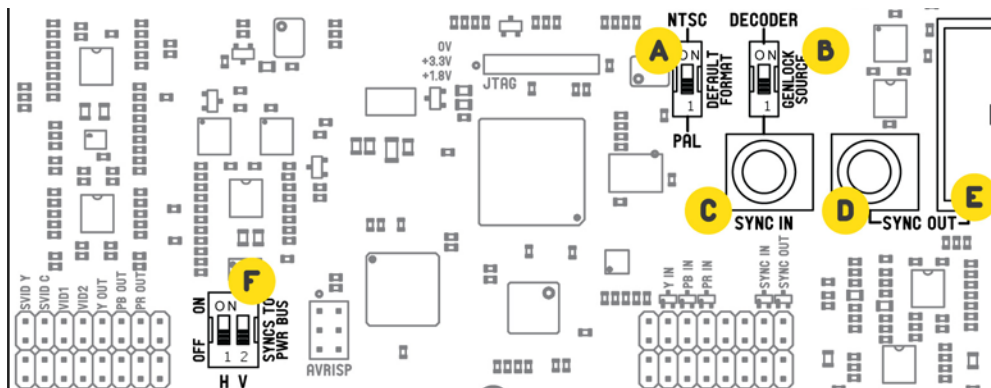 NTSC
DECODER
A
B
ON
DEFAULT
FORMAT
1
PAL
ON
GENLOCK
SOURCE
1
0V
+3.3V
+1.8V
JTAG
C
SYNC IN
D
SYNC OUT
E
F
SVID Y
SVID C
VID1
VID2
Y OUT
PB OUT
PR OUT
ON
OFF
ON
1 2
H V
SYNCS TO
PWR BUS
AVRISP
Y IN
PB IN
PR IN
SYNC IN
SYNC OUT